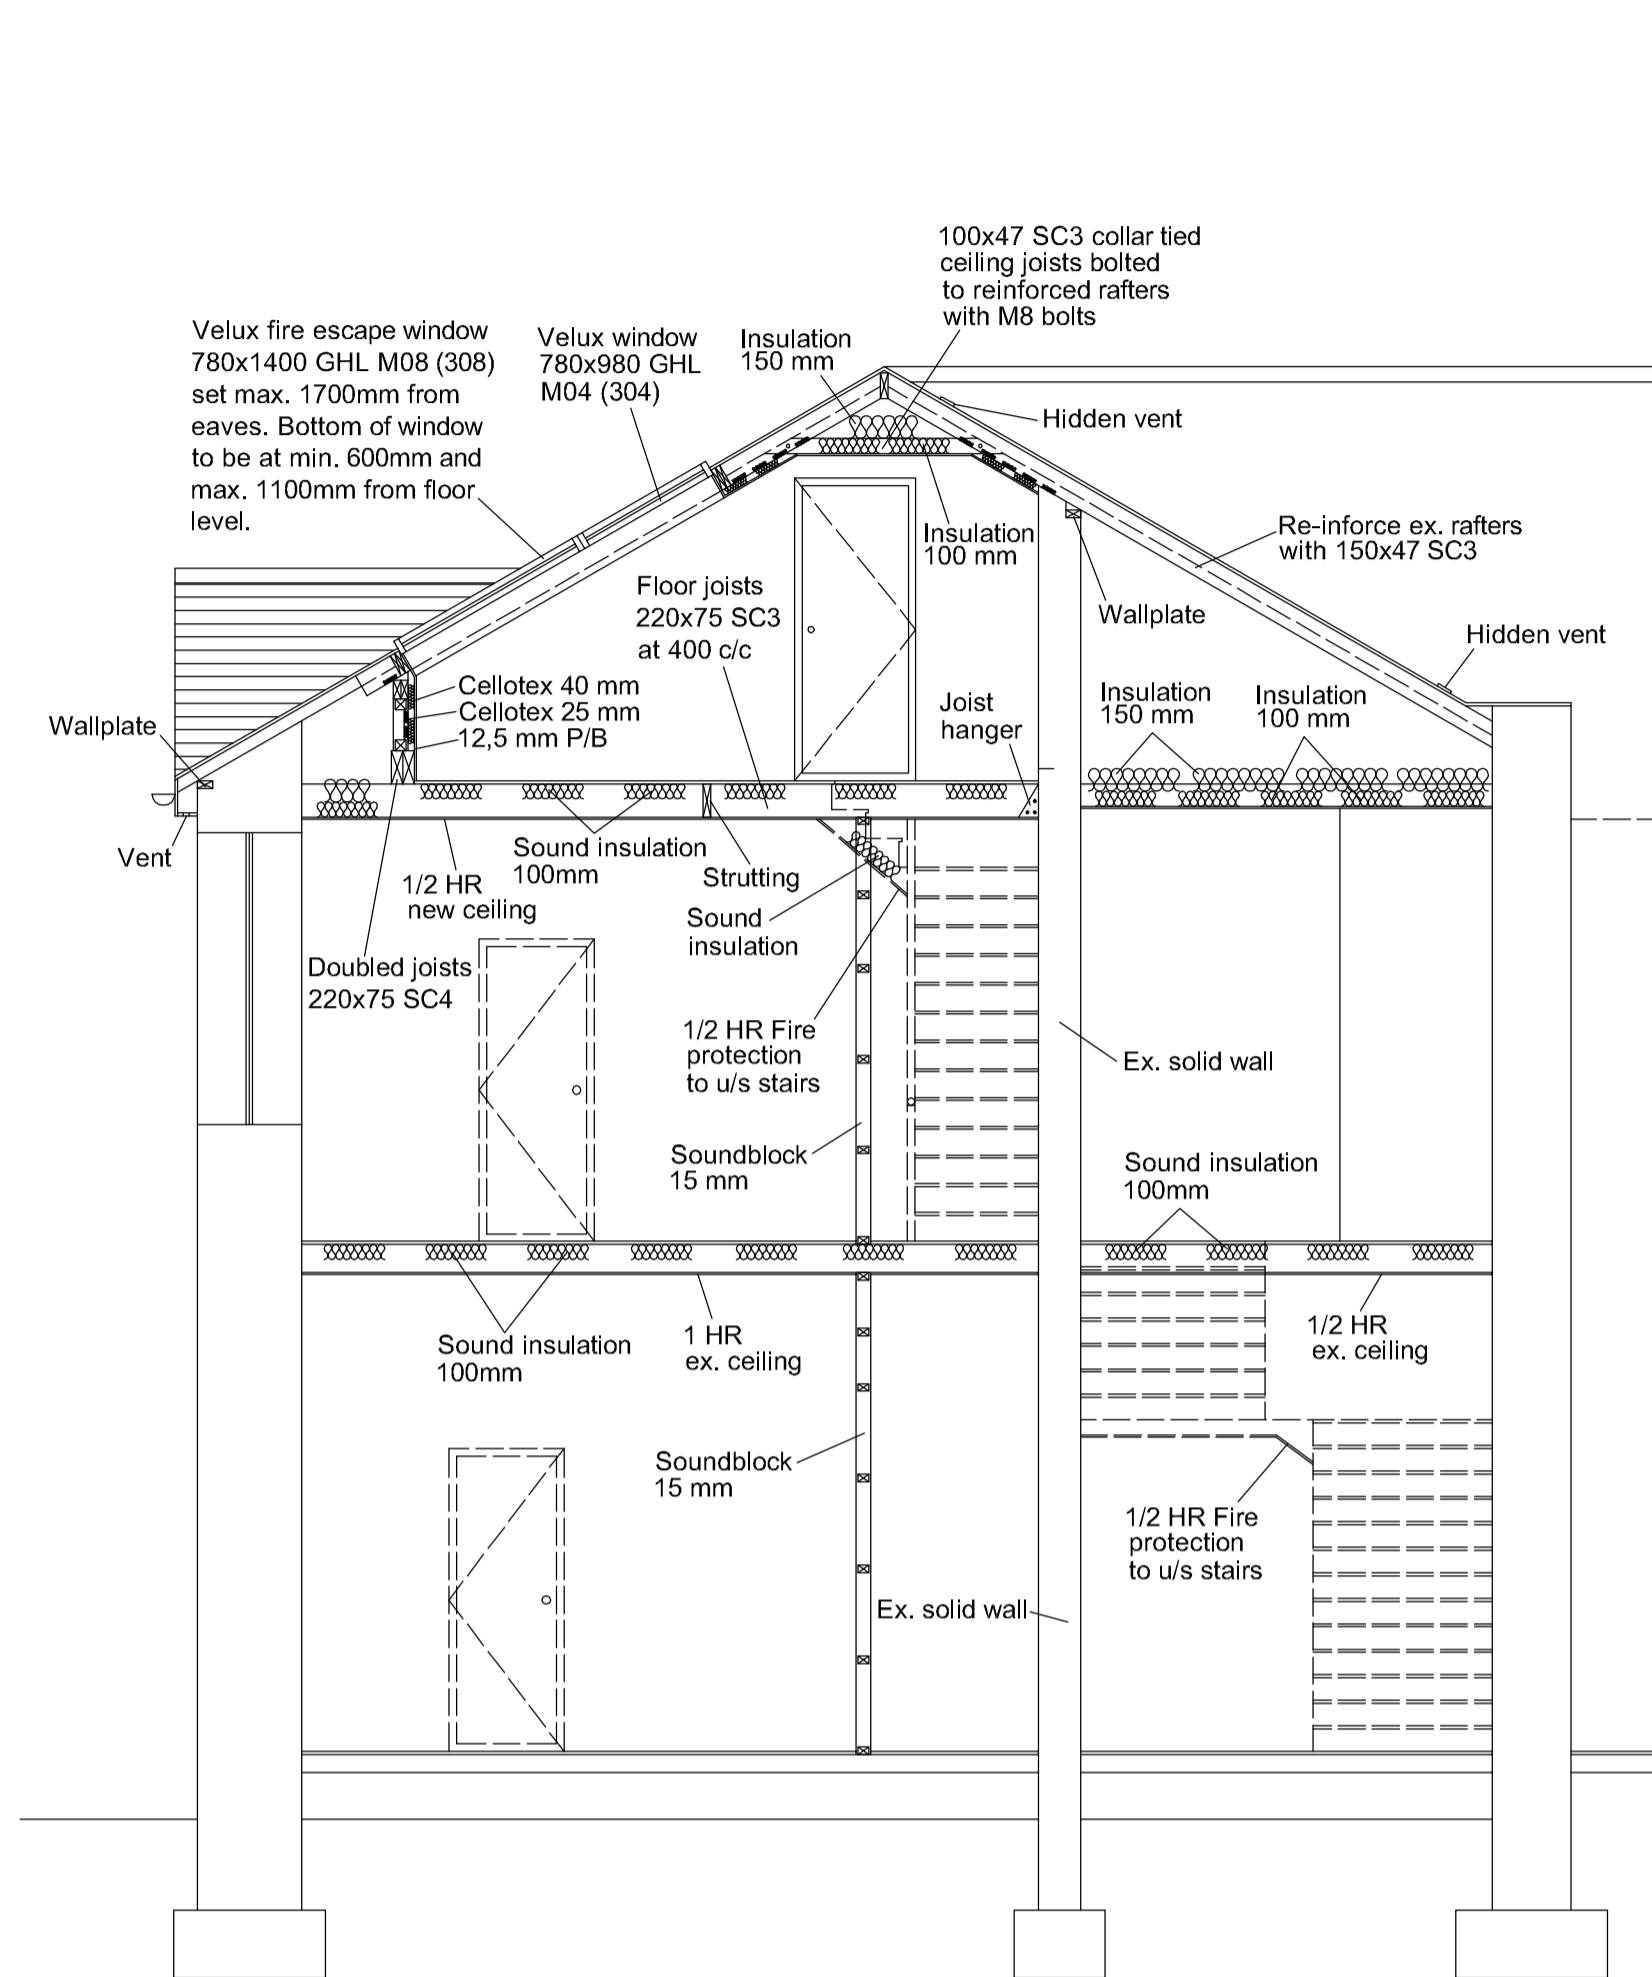 100x47 SC3 collar tied
ceiling joists bolted
to reinforced rafters
with M8 bolts
Velux fire escape window
780x1400 GHL M08 (308)
set max. 1700mm from
eaves. Bottom of window
to be at min. 600mm and
max. 1100mm from floor
level.
Velux window
780x980 GHL
M04 (304)
Insulation
150 mm
Hidden vent
Insulation
100 mm
Re-inforce ex. rafters
with 150x47 SC3
Floor joists
220x75 SC3
at 400 c/c
Wallplate
Hidden vent
Cellotex 40 mm
Cellotex 25 mm
12,5 mm P/B
Joist
hanger
Insulation
150 mm
Insulation
100 mm
Wallplate
Vent
Sound insulation
100mm
Strutting
1/2 HR
new ceiling
Sound
insulation
Doubled joists
220x75 SC4
1/2 HR Fire
protection
to u/s stairs
Ex. solid wall
Soundblock
15 mm
Sound insulation
100mm
Sound insulation
100mm
1 HR
ex. ceiling
1/2 HR
ex. ceiling
Soundblock
15 mm
1/2 HR Fire
protection
to u/s stairs
Ex. solid wall